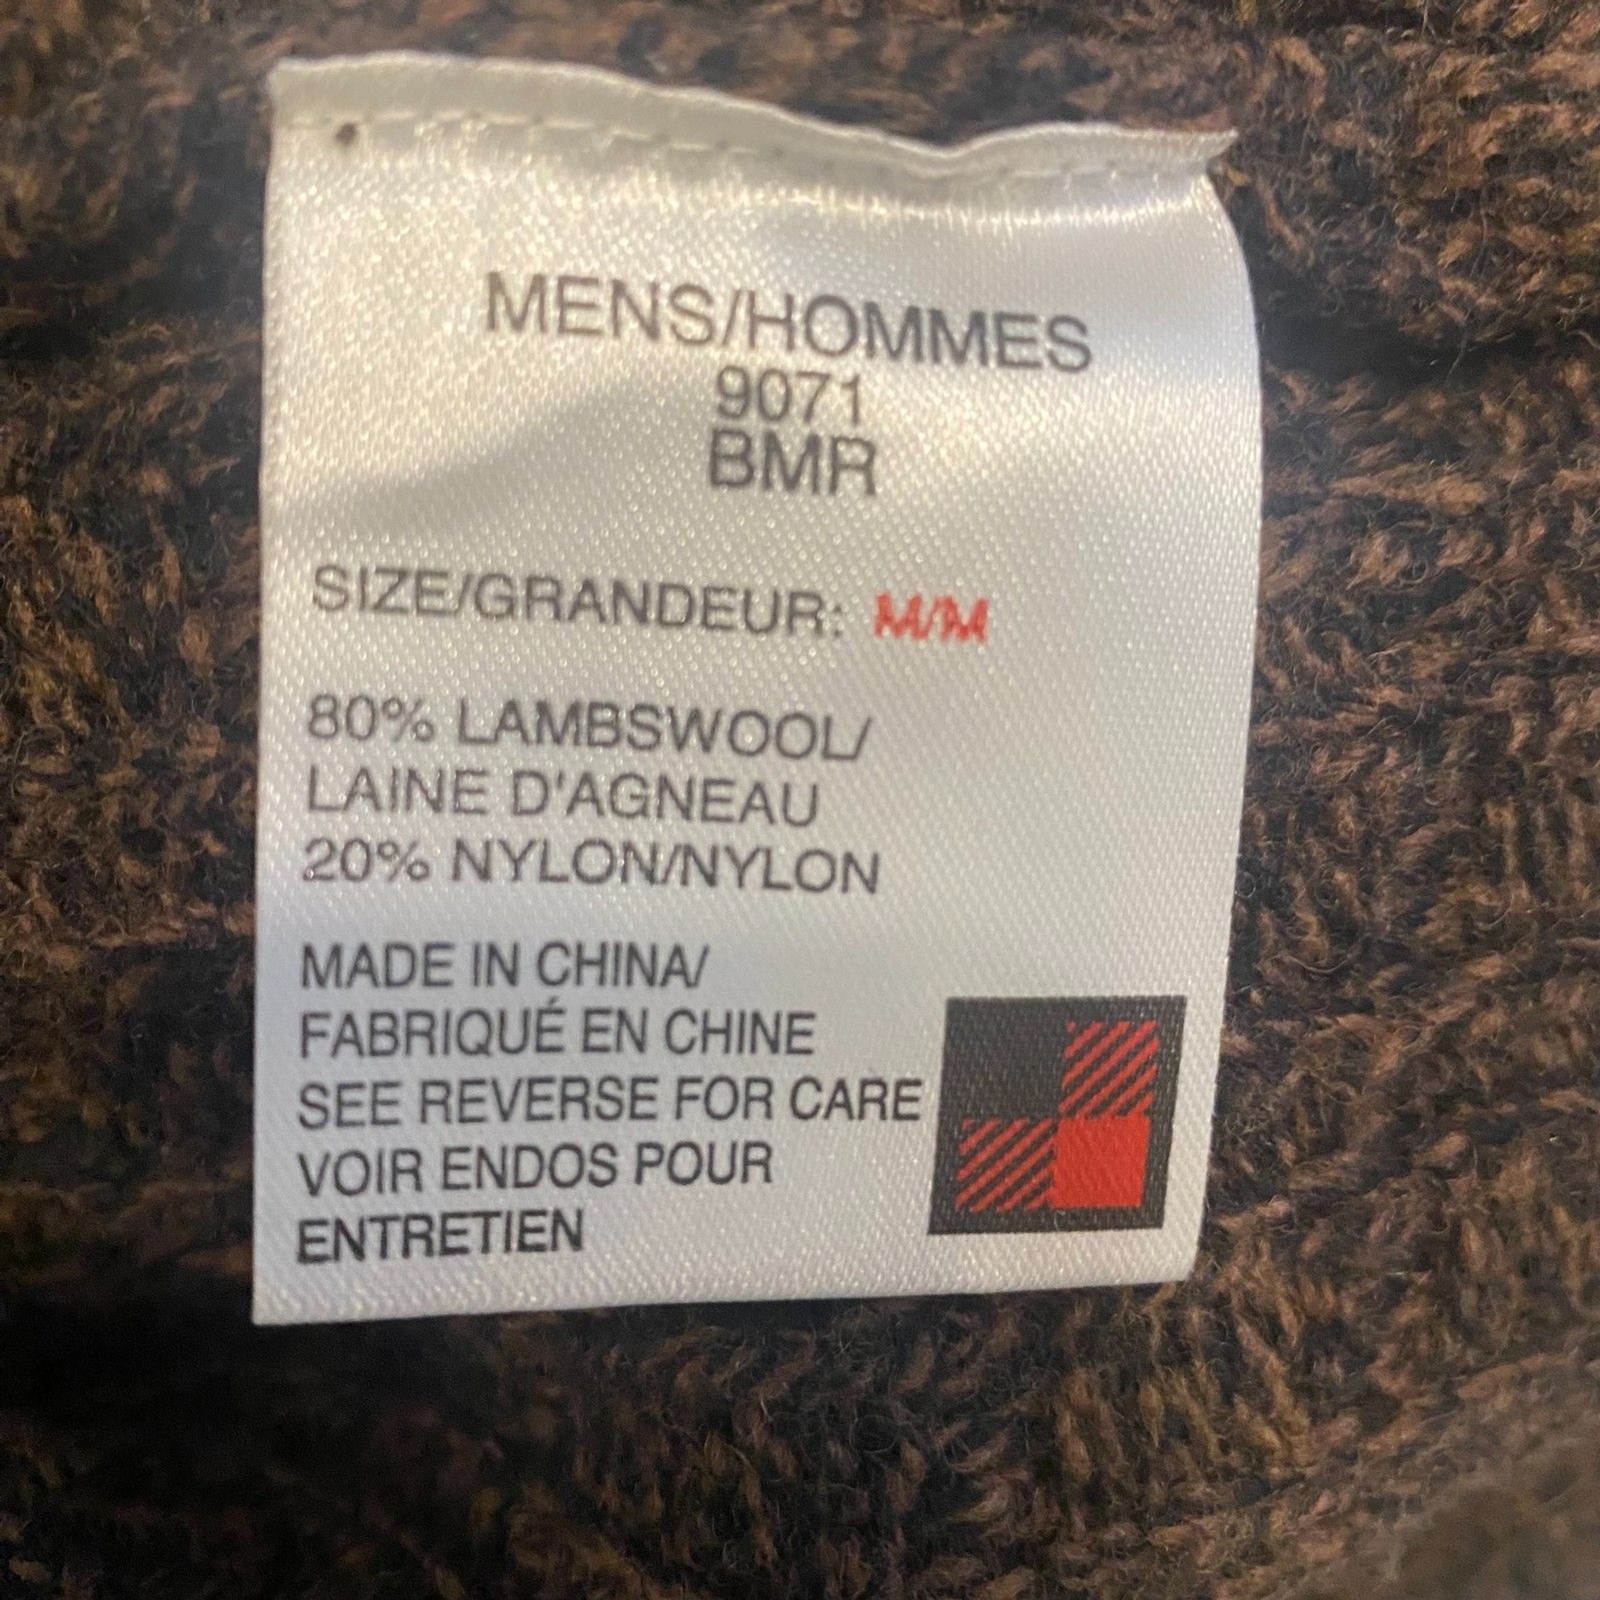 MENS/HOMMES
9071
BMR
SIZE/GRANDEUR: M/M
80% LAMBSWOOL/
LAINE D'AGNEAU
20% NYLON/NYLON
MADE IN CHINA/
FABRIQUÉ EN CHINE
SEE REVERSE FOR CARE
VOIR ENDOS POUR
ENTRETIEN